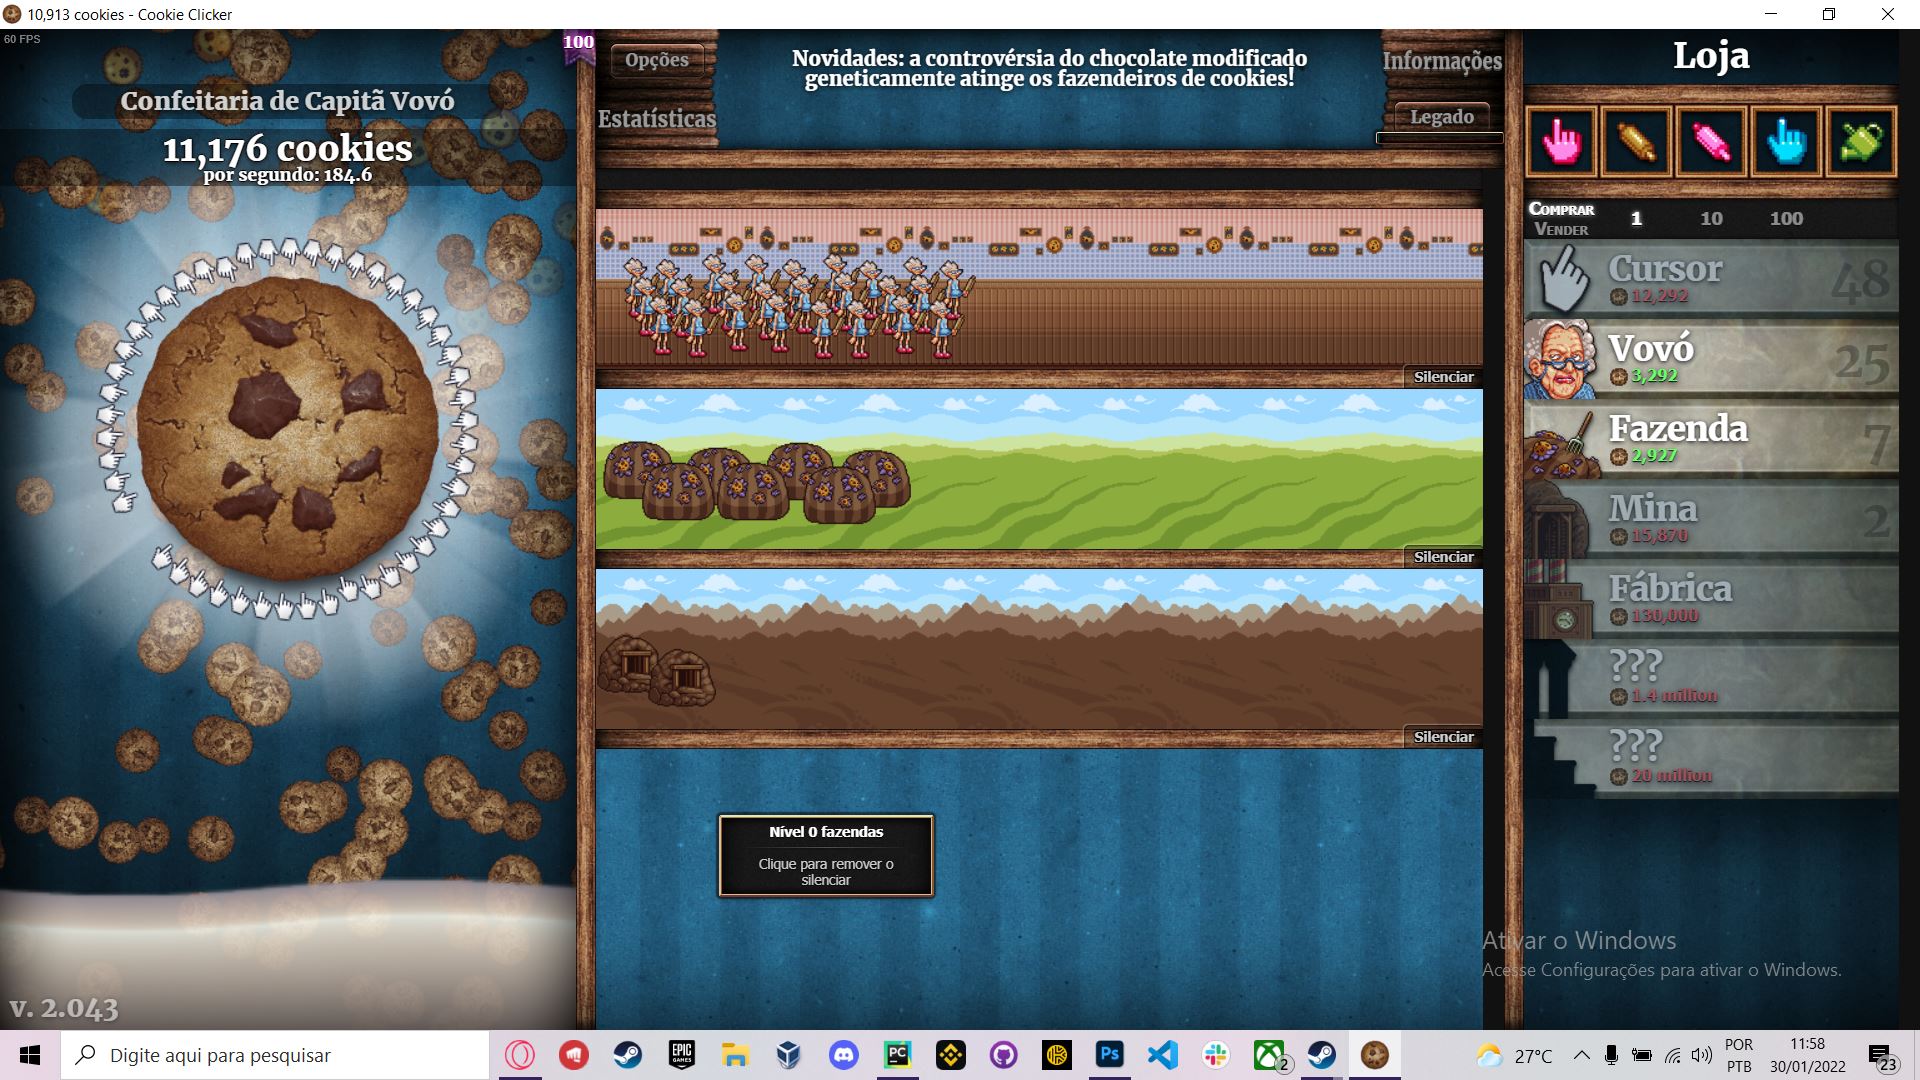 10,913 cookies - Cookie Clicker
60 FPS
100
Opções
Novidades: a controvérsia do chocolate modificado
geneticamente atinge os fazendeiros de cookies!
Informações
Estatísticas
Legado
Confeitaria de Capitã Vovó
11,176 cookies
por segundo: 184.6
Loja
Comprar
Vender
1
10
100
Cursor
12,292
48
Vovó
3,292
25
Fazenda
2,927
7
Mina
15,870
2
Fábrica
130,000
???
1.4 million
???
20 million
Silenciar
Silenciar
Silenciar
Nível 0 fazendas
Clique para remover o
silenciar
Ativar o Windows
Acesse Configurações para ativar o Windows.
v. 2.043
Digite aqui para pesquisar
EPIC
GAMES
PC
Ps
2
27°C
POR
PTB
11:58
30/01/2022
23